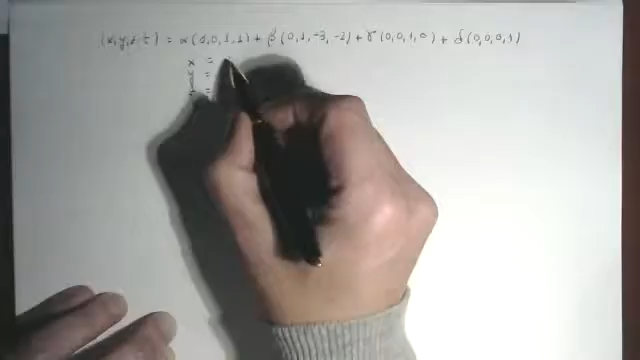 (x,y,z,t) = α(1,0,1,1) + β(0,1,-3,-2) + γ(0,0,1,0) + δ(0,0,0,1)
x =
y =
z =